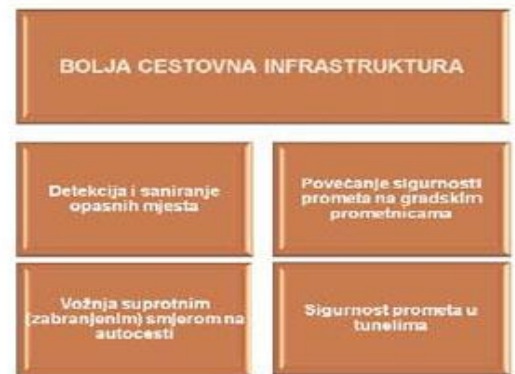 BOLJA CESTOVNA INFRASTRUKTURA
Detekcija i saniranje
opasnih mjesta
Povećanje sigurnosti
prometa na gradskim
prometnicama
Vožnja suprotnim
(zabranjenim) smjerom na
autocesti
Sigurnost prometa u
tunelima